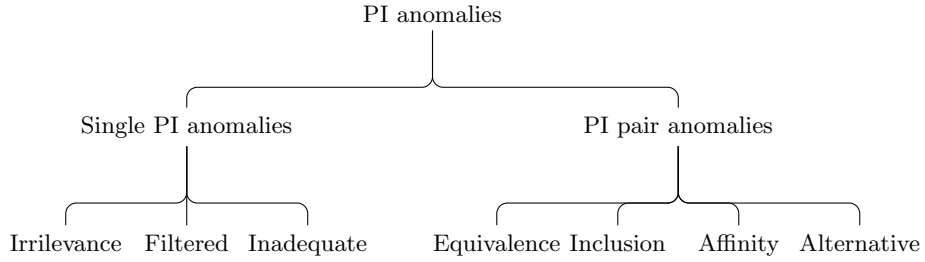 PI anomalies
Single PI anomalies PI pair anomalies
Irrilevance Filtered Inadequate Equivalence Inclusion Affinity Alternative